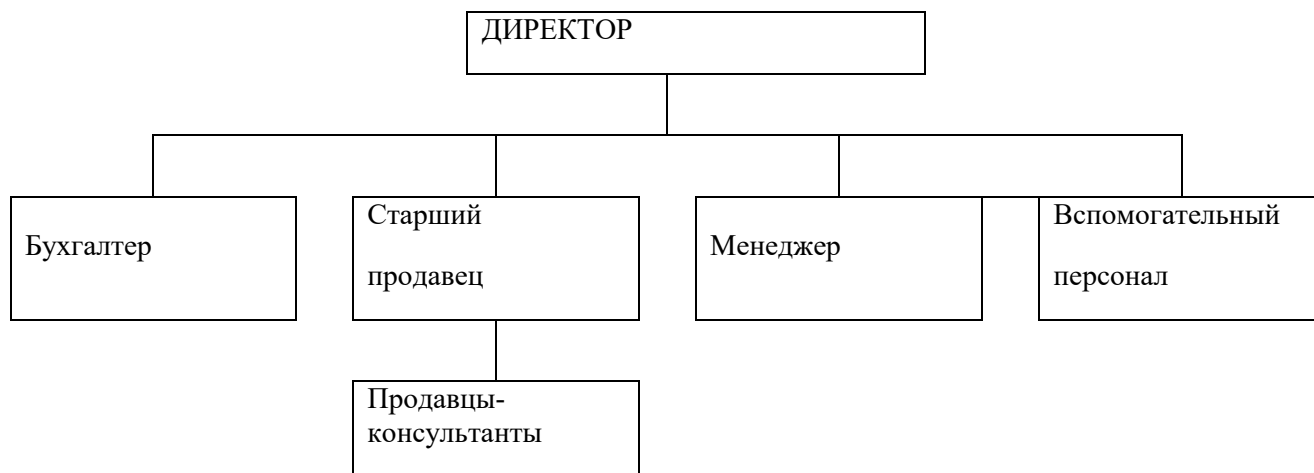 ДИРЕКТОР
Бухгалтер
Старший
продавец
Менеджер
Вспомогательный
персонал
Продавцы-
консультанты